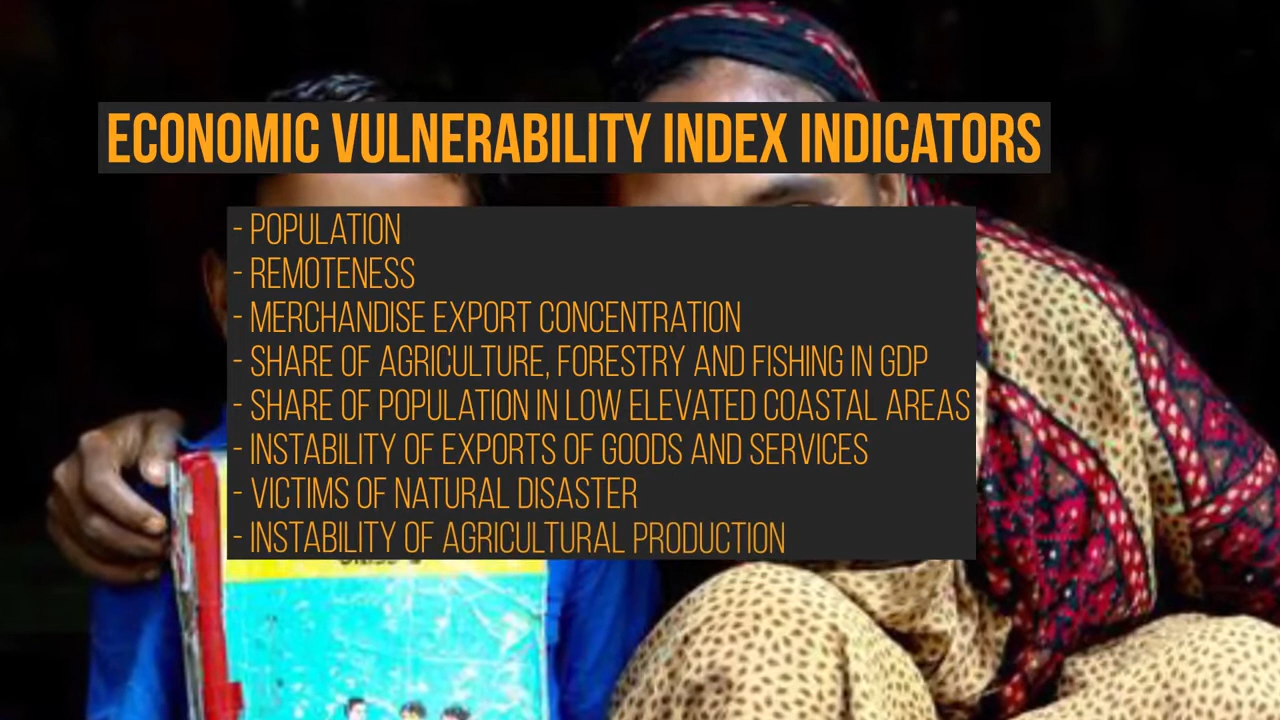 ECONOMIC VULNERABILITY INDEX INDICATORS
- POPULATION
- REMOTENESS
- MERCHANDISE EXPORT CONCENTRATION
- SHARE OF AGRICULTURE, FORESTRY AND FISHING IN GDP
- SHARE OF POPULATION IN LOW ELEVATED COASTAL AREAS
- INSTABILITY OF EXPORTS OF GOODS AND SERVICES
- VICTIMS OF NATURAL DISASTER
- INSTABILITY OF AGRICULTURAL PRODUCTION